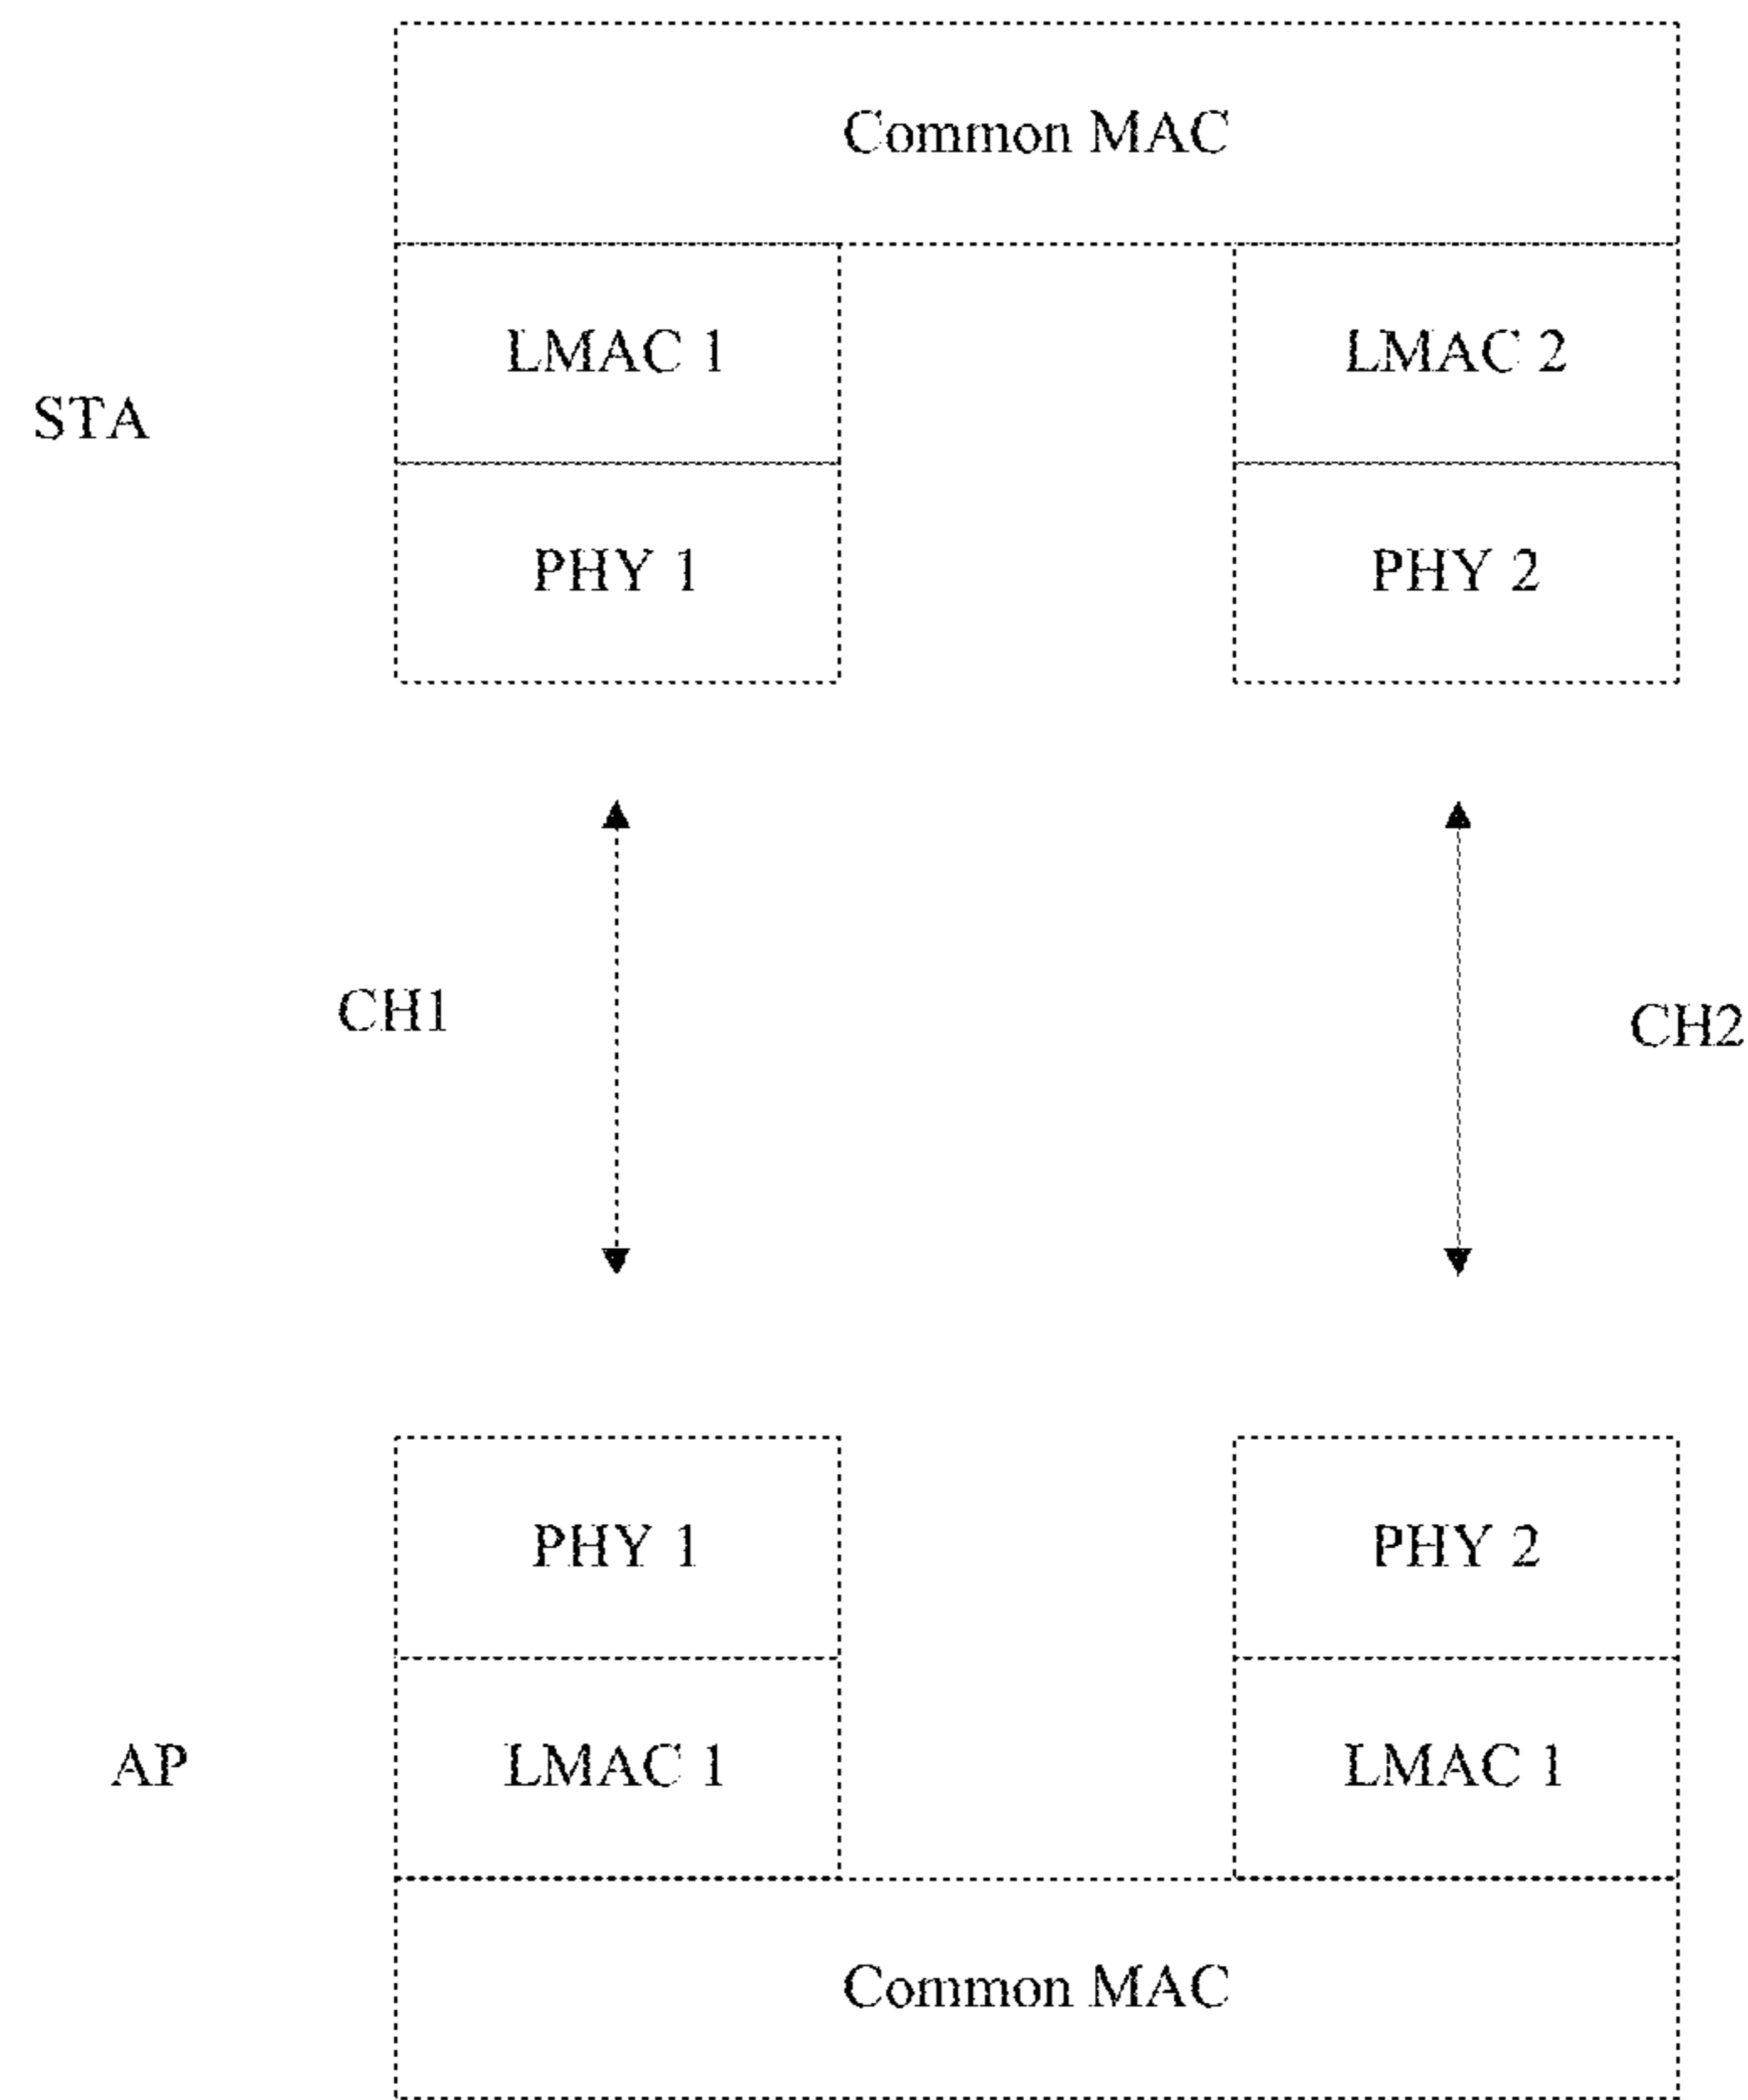 Common MAC
LMAC 1
LMAC 2
STA
PHY 1
PHY 2
CH1
CH2
PHY 1
PHY 2
AP
LMAC 1
LMAC 1
Common MAC